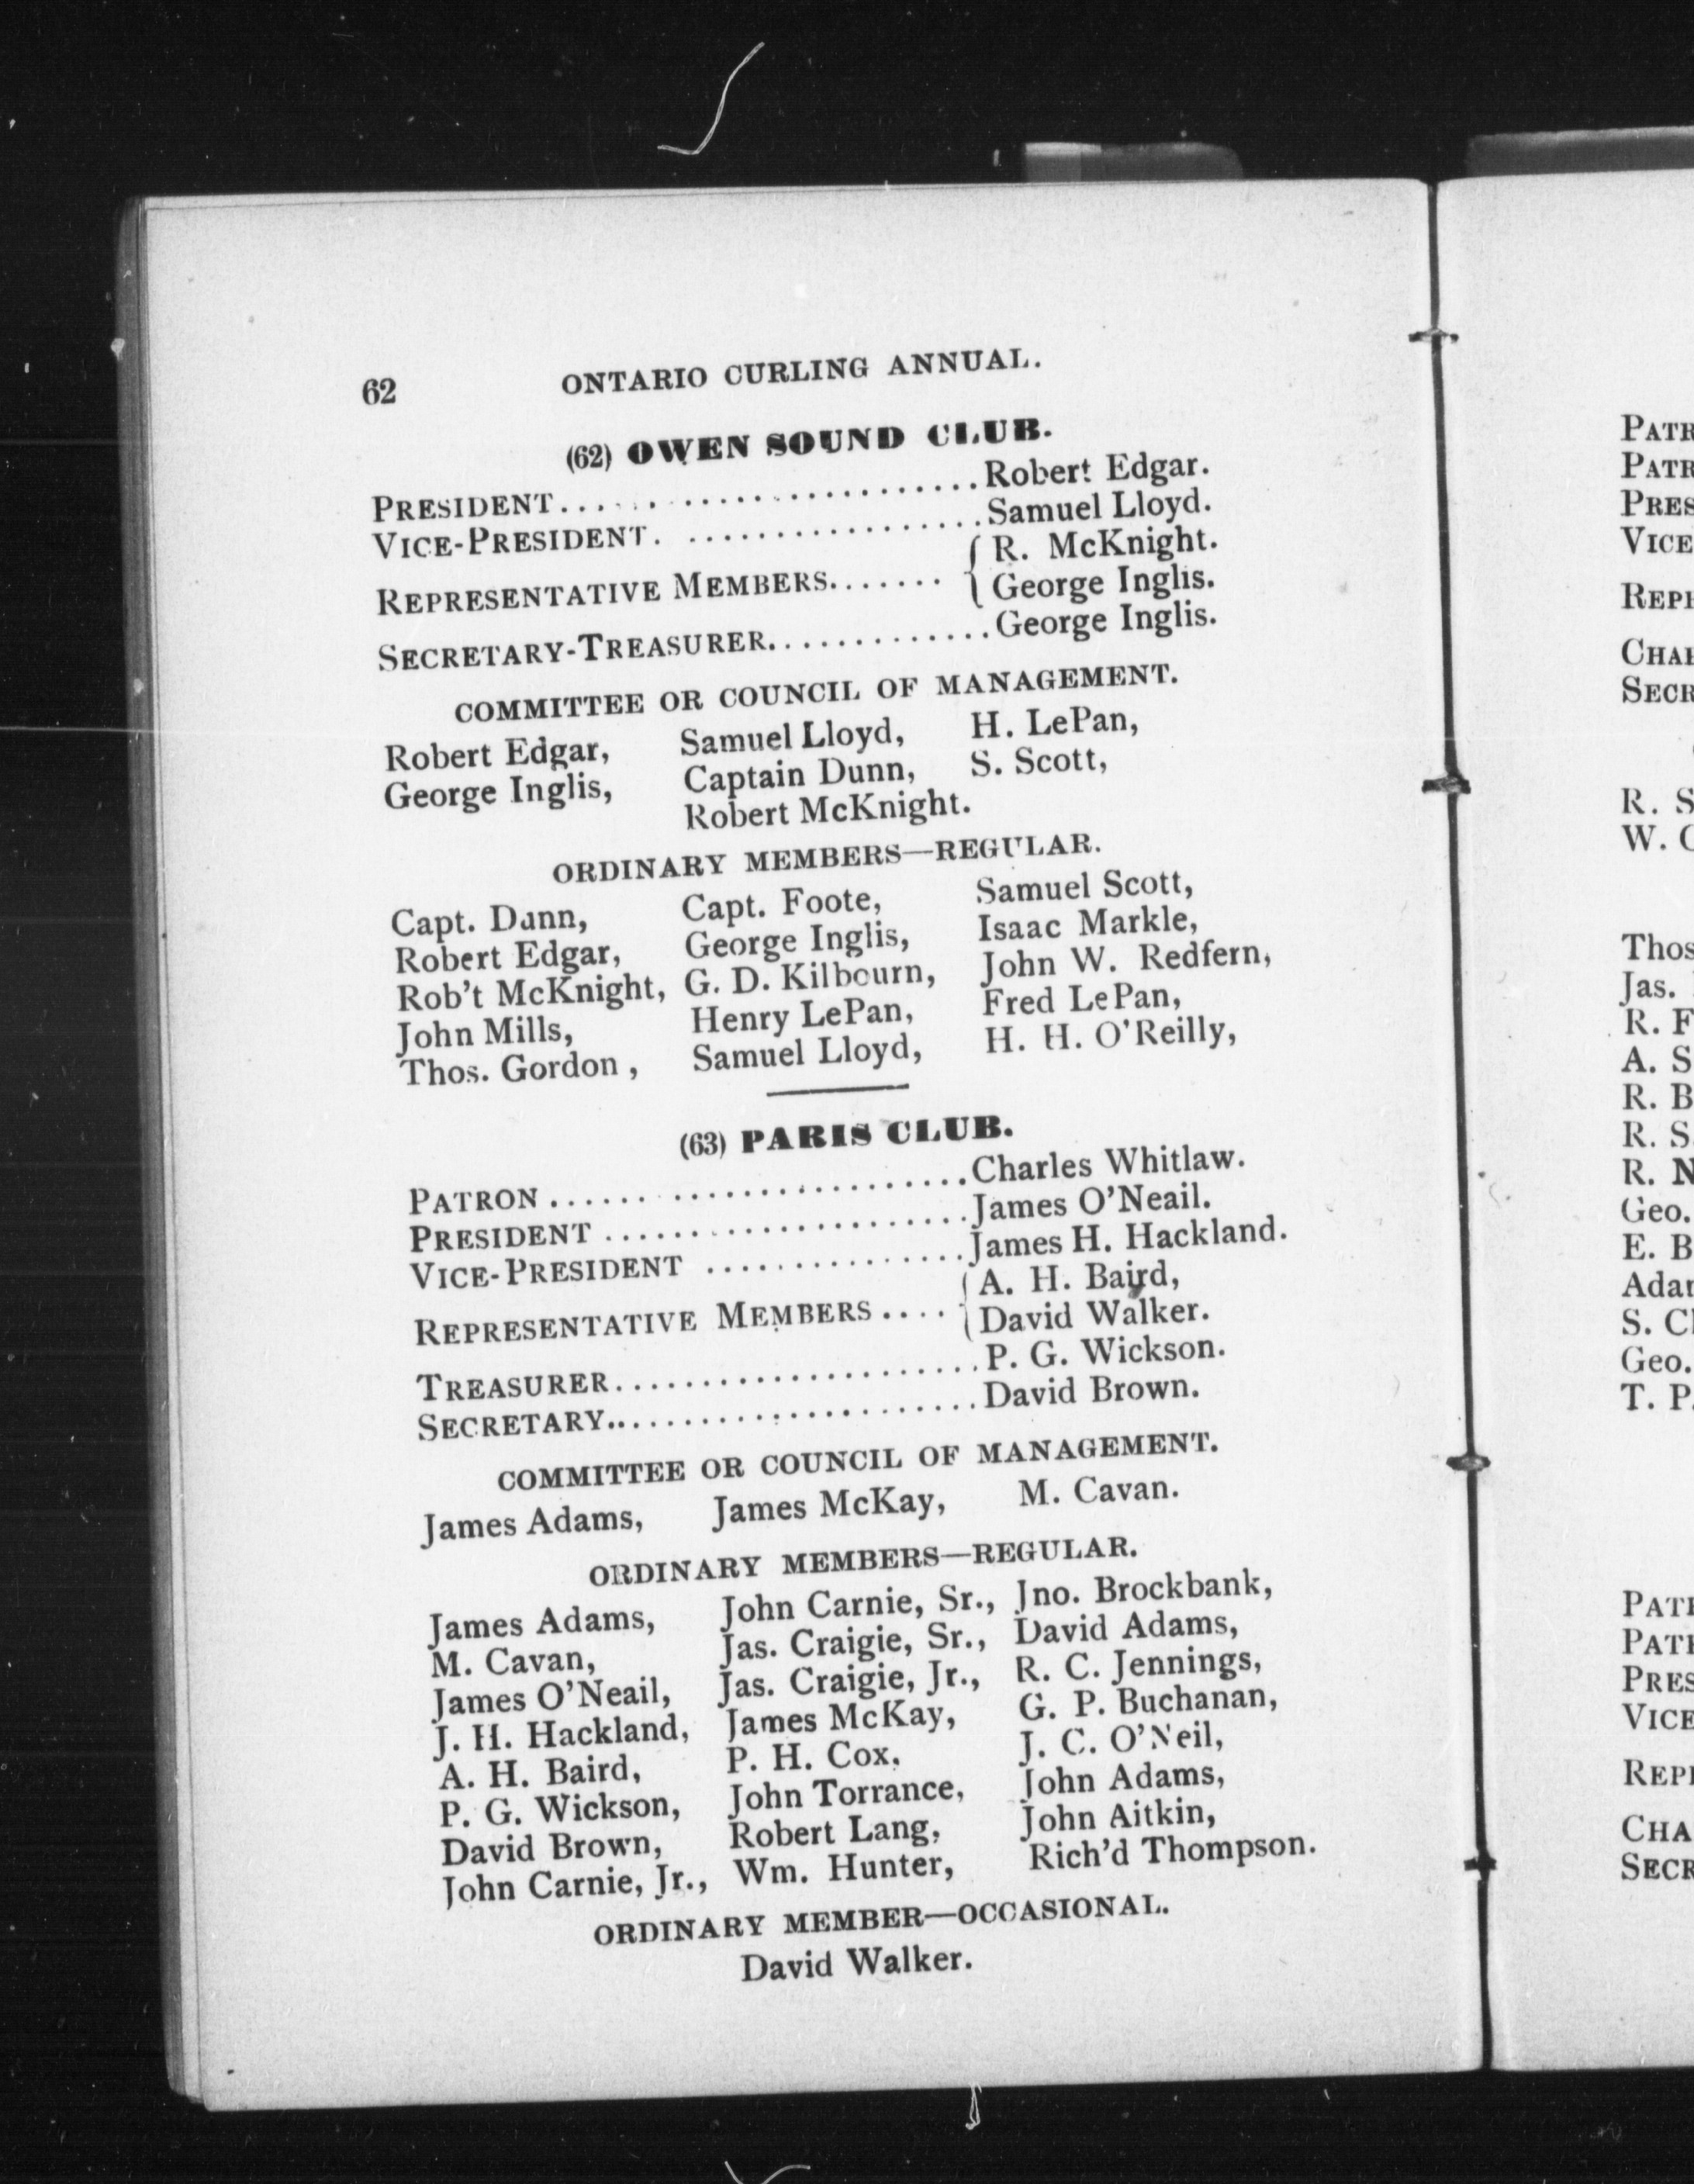 62 ONTARIO CURLING ANNUAL.
(62) OWEN SOUND CLUB.
PRESIDENT..........................Robert Edgar.
VICE-PRESIDENT. ..................Samuel Lloyd.
REPRESENTATIVE MEMBERS....... { R. McKnight.
George Inglis.
SECRETARY-TREASURER.............George Inglis.
COMMITTEE OR COUNCIL OF MANAGEMENT.
Robert Edgar, Samuel Lloyd, H. LePan,
George Inglis, Captain Dunn, S. Scott,
Robert McKnight.
ORDINARY MEMBERS—REGULAR.
Capt. Dunn, Capt. Foote, Samuel Scott,
Robert Edgar, George Inglis, Isaac Markle,
Rob't McKnight, G. D. Kilbourn, John W. Redfern,
John Mills, Henry LePan, Fred LePan,
Thos. Gordon , Samuel Lloyd, H. H. O'Reilly,
(63) PARIS CLUB.
PATRON..........................Charles Whitlaw.
PRESIDENT.......................James O'Neail.
VICE-PRESIDENT ................James H. Hackland.
REPRESENTATIVE MEMBERS.... { A. H. Baird,
David Walker.
TREASURER.......................P. G. Wickson.
SECRETARY.......................David Brown.
COMMITTEE OR COUNCIL OF MANAGEMENT.
James Adams, James McKay, M. Cavan.
ORDINARY MEMBERS—REGULAR.
James Adams, John Carnie, Sr., Jno. Brockbank,
M. Cavan, Jas. Craigie, Sr., David Adams,
James O'Neail, Jas. Craigie, Jr., R. C. Jennings,
J. H. Hackland, James McKay, G. P. Buchanan,
A. H. Baird, P. H. Cox, J. C. O'Neil,
P. G. Wickson, John Torrance, John Adams,
David Brown, Robert Lang, John Aitkin,
John Carnie, Jr., Wm. Hunter, Rich'd Thompson.
ORDINARY MEMBER—OCCASIONAL.
David Walker.
R. S
W. C
Thos
Jas.
R. F
A. S
R. B
R. S
R. N
Geo.
E. B
S. C
Geo.
T. P.